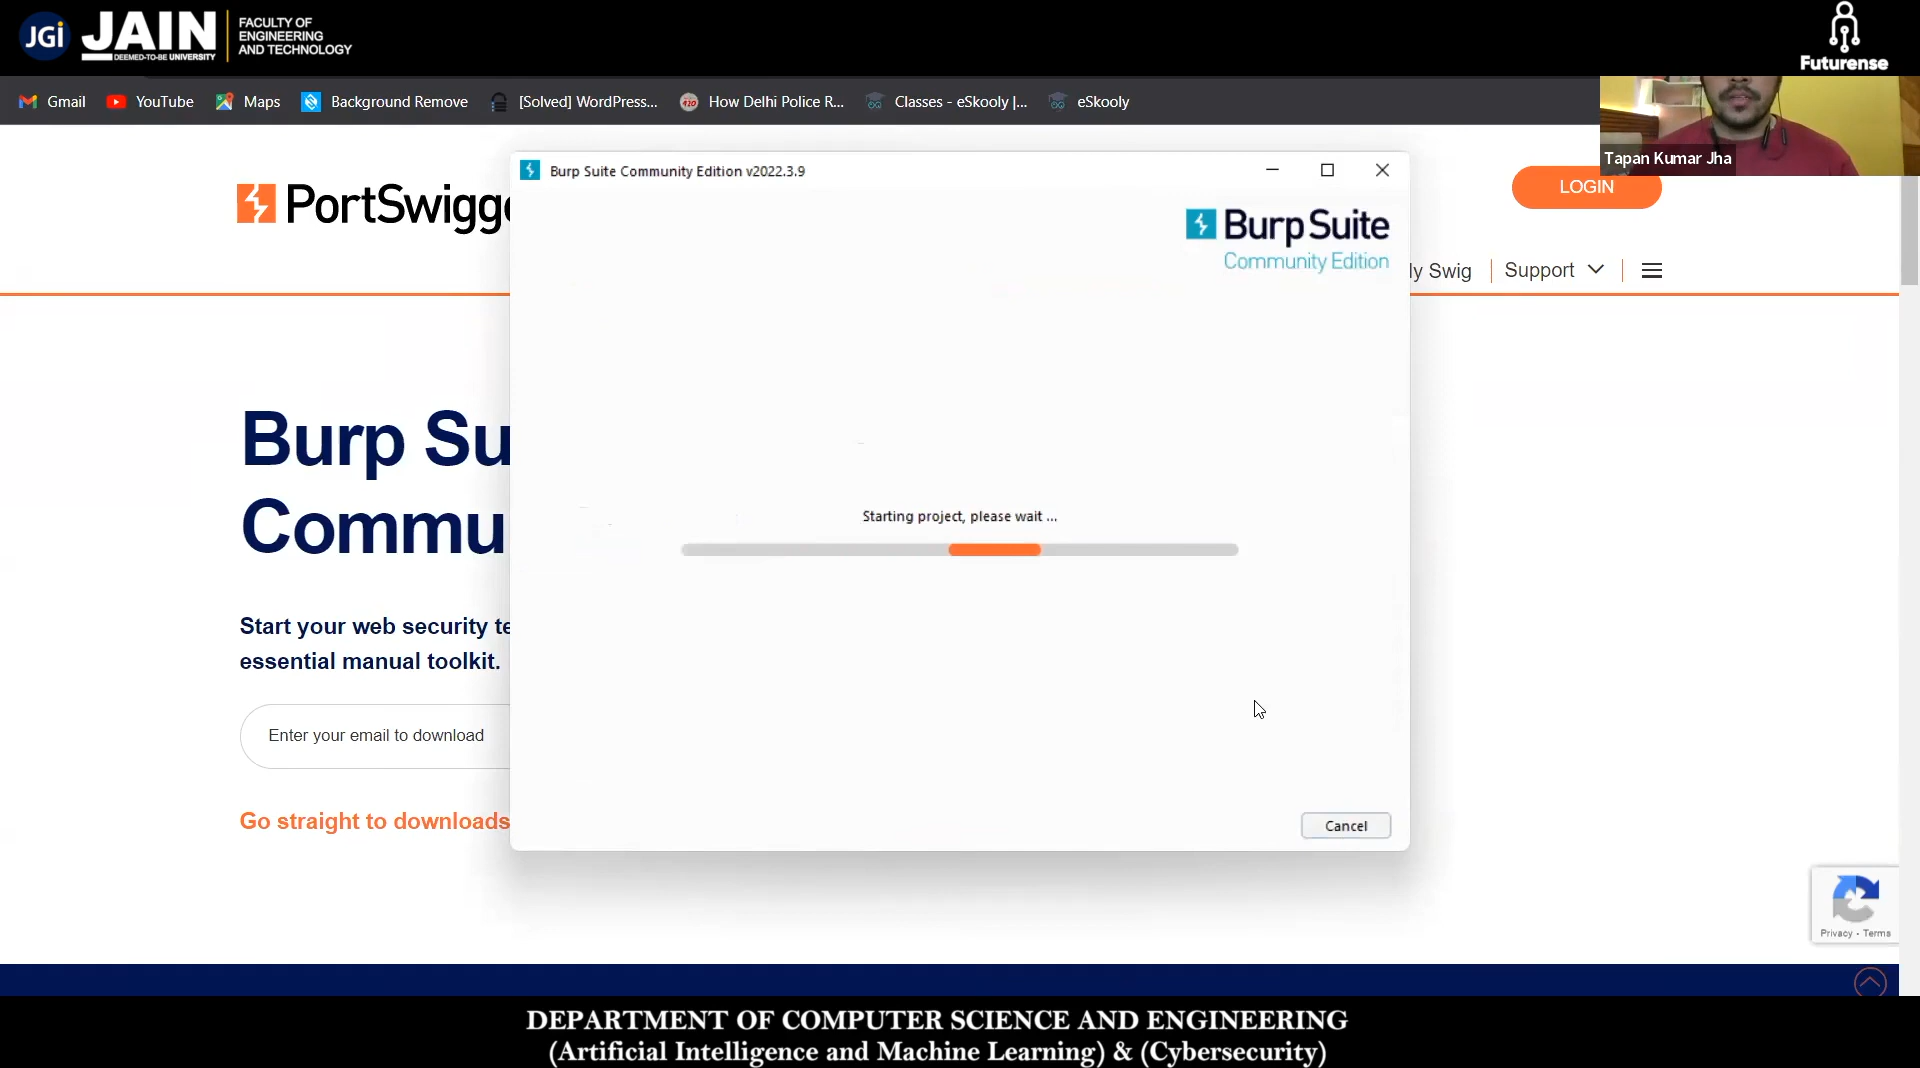 JGi JAIN
DEEMED-TO-BE UNIVERSITY
FACULTY OF
ENGINEERING
AND TECHNOLOGY
Futurense
Gmail
YouTube
Maps
Background Remove
[Solved] WordPress...
How Delhi Police R...
Classes - eSkooly |...
eSkooly
Tapan Kumar Jha
PortSwigg
LOGIN
ly Swig
Support
Burp Suite Community Edition v2022.3.9
Burp Suite
Community Edition
Burp Su
Commu
Starting project, please wait ...
Start your web security te
essential manual toolkit.
Enter your email to download
Go straight to downloads
Cancel
Privacy - Terms
DEPARTMENT OF COMPUTER SCIENCE AND ENGINEERING
(Artificial Intelligence and Machine Learning) & (Cybersecurity)